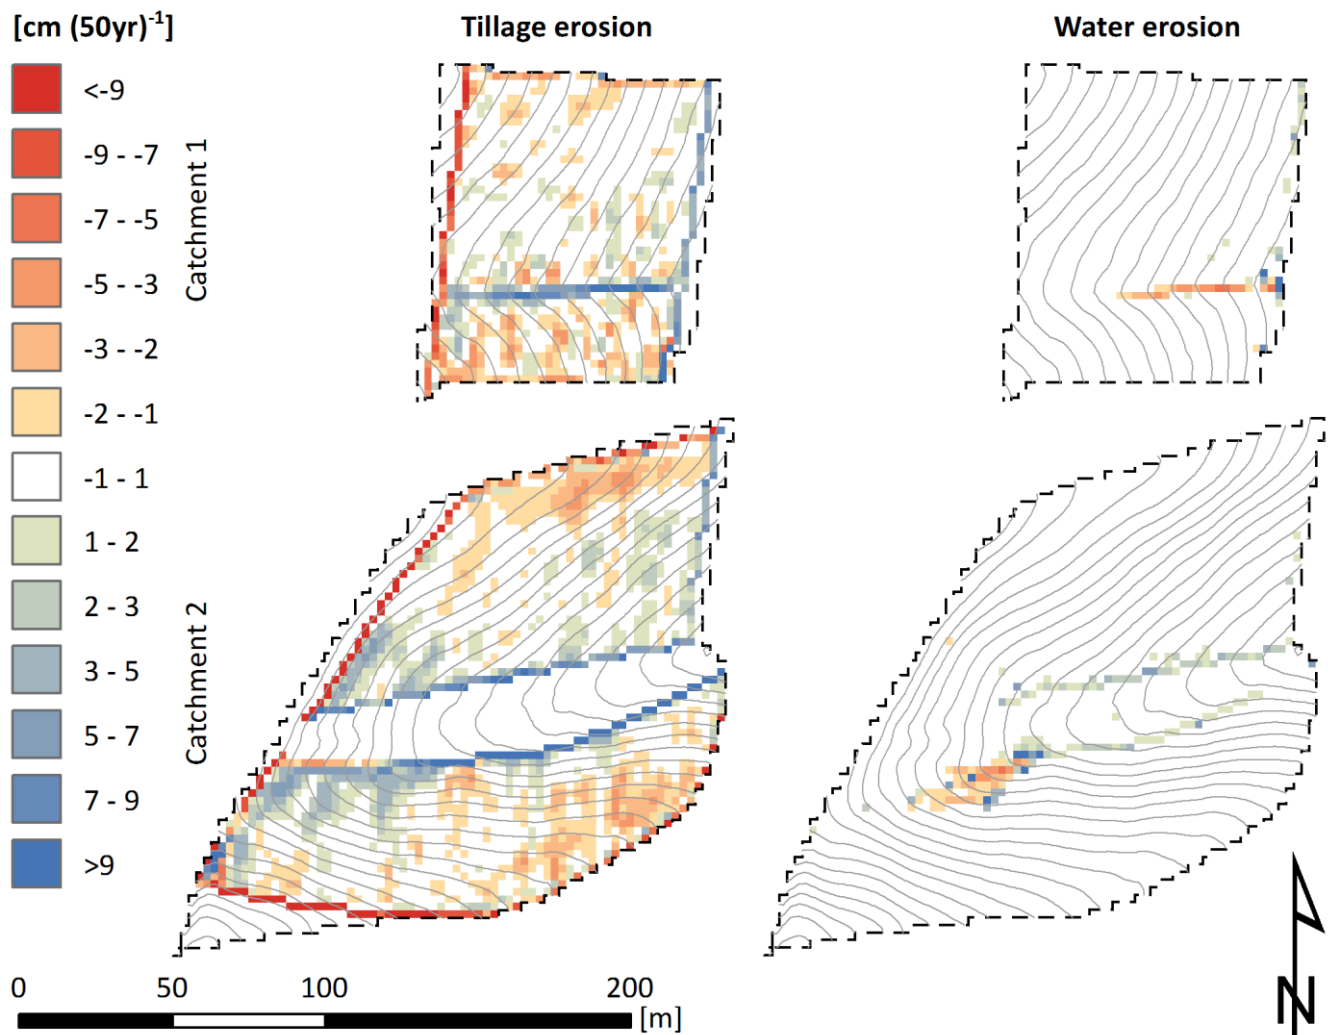 [cm (50yr)-1]
Tillage erosion
Water erosion
<-9
-9 - -7
-7 - -5
-5 - -3
-3 - -2
-2 - -1
-1 - 1
1 - 2
2 - 3
3 - 5
5 - 7
7 - 9
>9
Catchment 1
Catchment 2
0 50 100 200
[m]
N